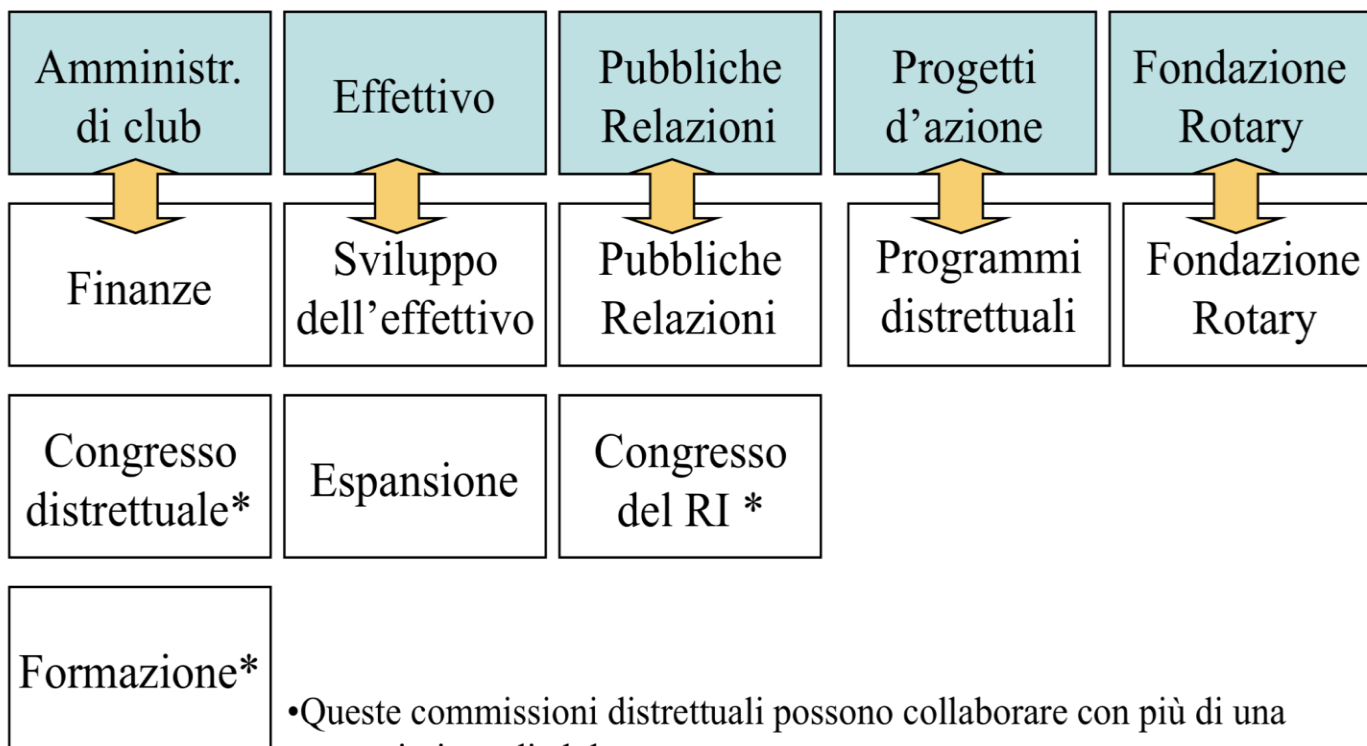 Amministr.
di club
Effettivo
Pubbliche
Relazioni
Progetti
d’azione
Fondazione
Rotary
Finanze
Sviluppo
dell’effettivo
Pubbliche
Relazioni
Programmi
distrettuali
Fondazione
Rotary
Congresso
distrettuale*
Espansione
Congresso
del RI *
Formazione*
•Queste commissioni distrettuali possono collaborare con più di una